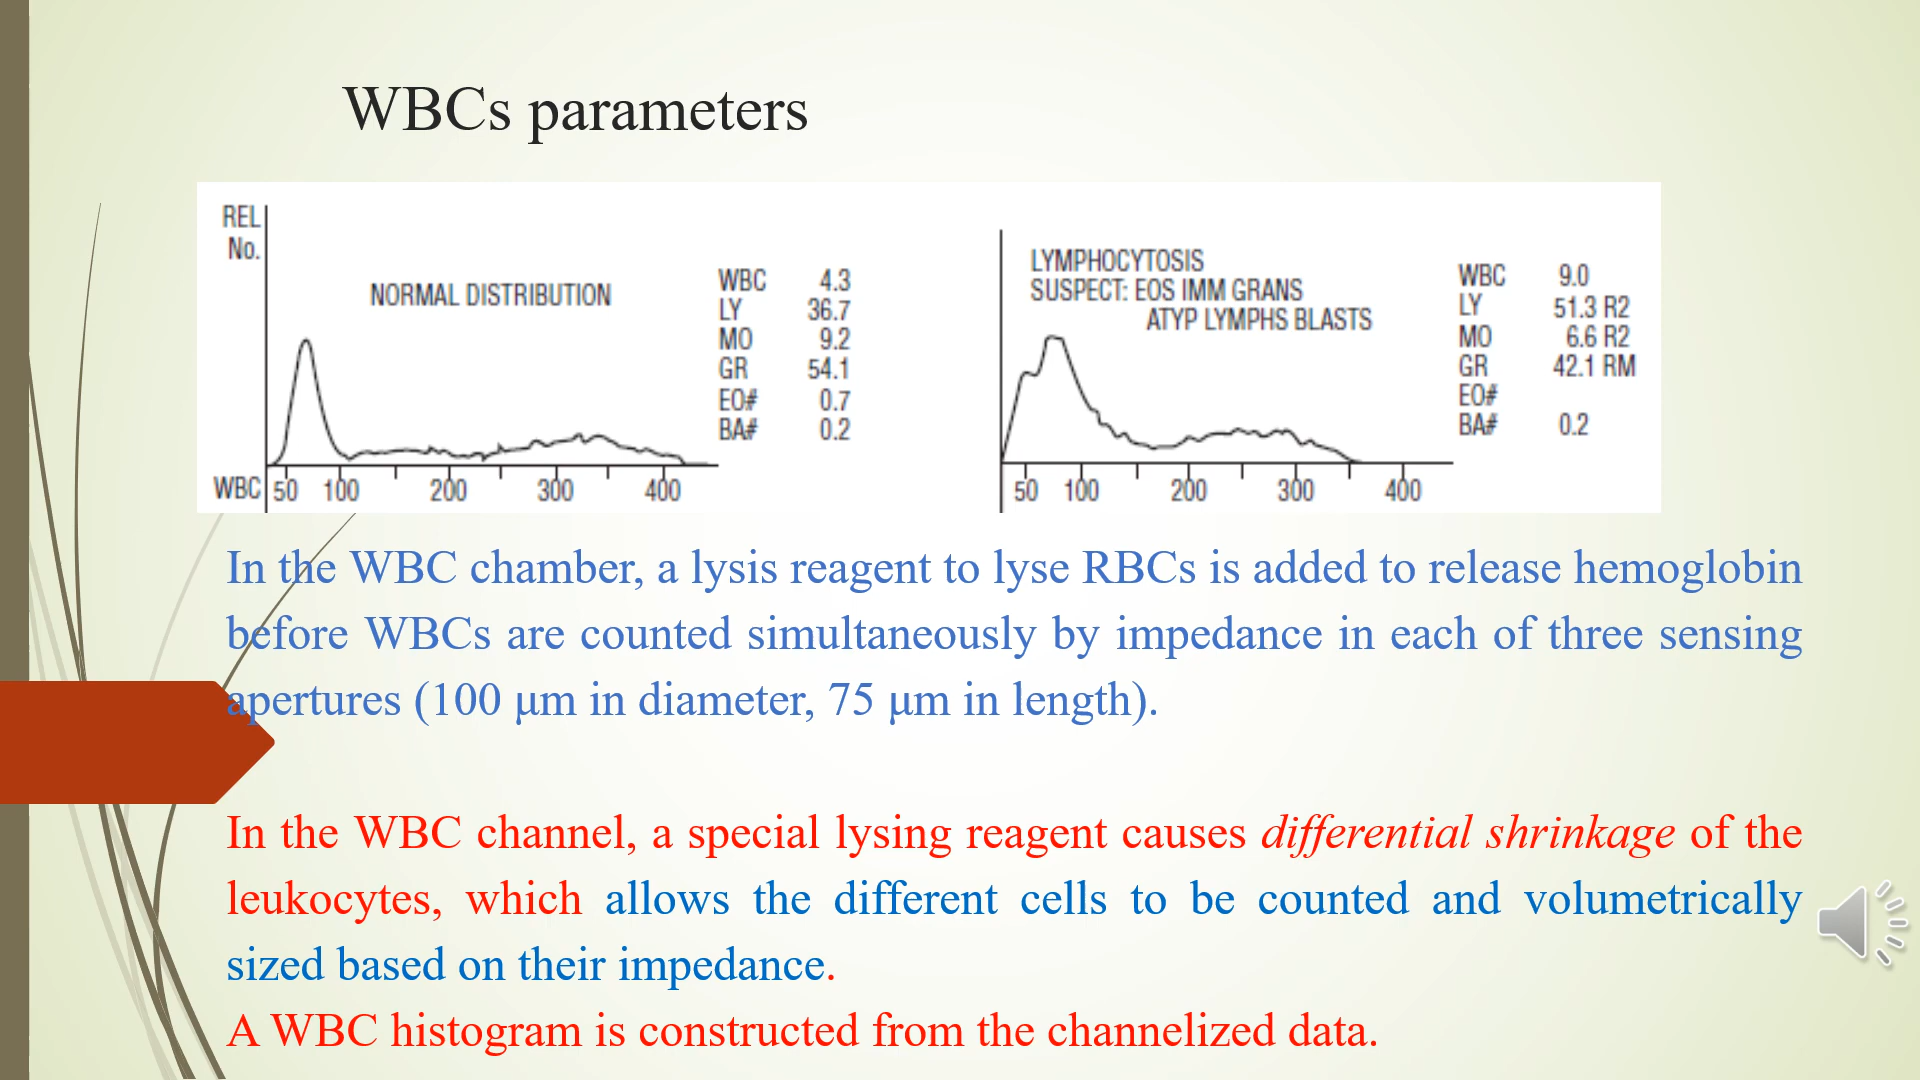 WBCs parameters
REL
No.
NORMAL DISTRIBUTION
WBC 4.3
LY 36.7
MO 9.2
GR 54.1
EO# 0.7
BA# 0.2
WBC 50 100 200 300 400
LYMPHOCYTOSIS
SUSPECT: EOS IMM GRANS
ATYP LYMPHS BLASTS
WBC 9.0
LY 51.3 R2
MO 6.6 R2
GR 42.1 RM
EO#
BA# 0.2
50 100 200 300 400
In the WBC chamber, a lysis reagent to lyse RBCs is added to release hemoglobin
before WBCs are counted simultaneously by impedance in each of three sensing
apertures (100 μm in diameter, 75 μm in length).
In the WBC channel, a special lysing reagent causes differential shrinkage of the
leukocytes, which allows the different cells to be counted and volumetrically
sized based on their impedance.
A WBC histogram is constructed from the channelized data.